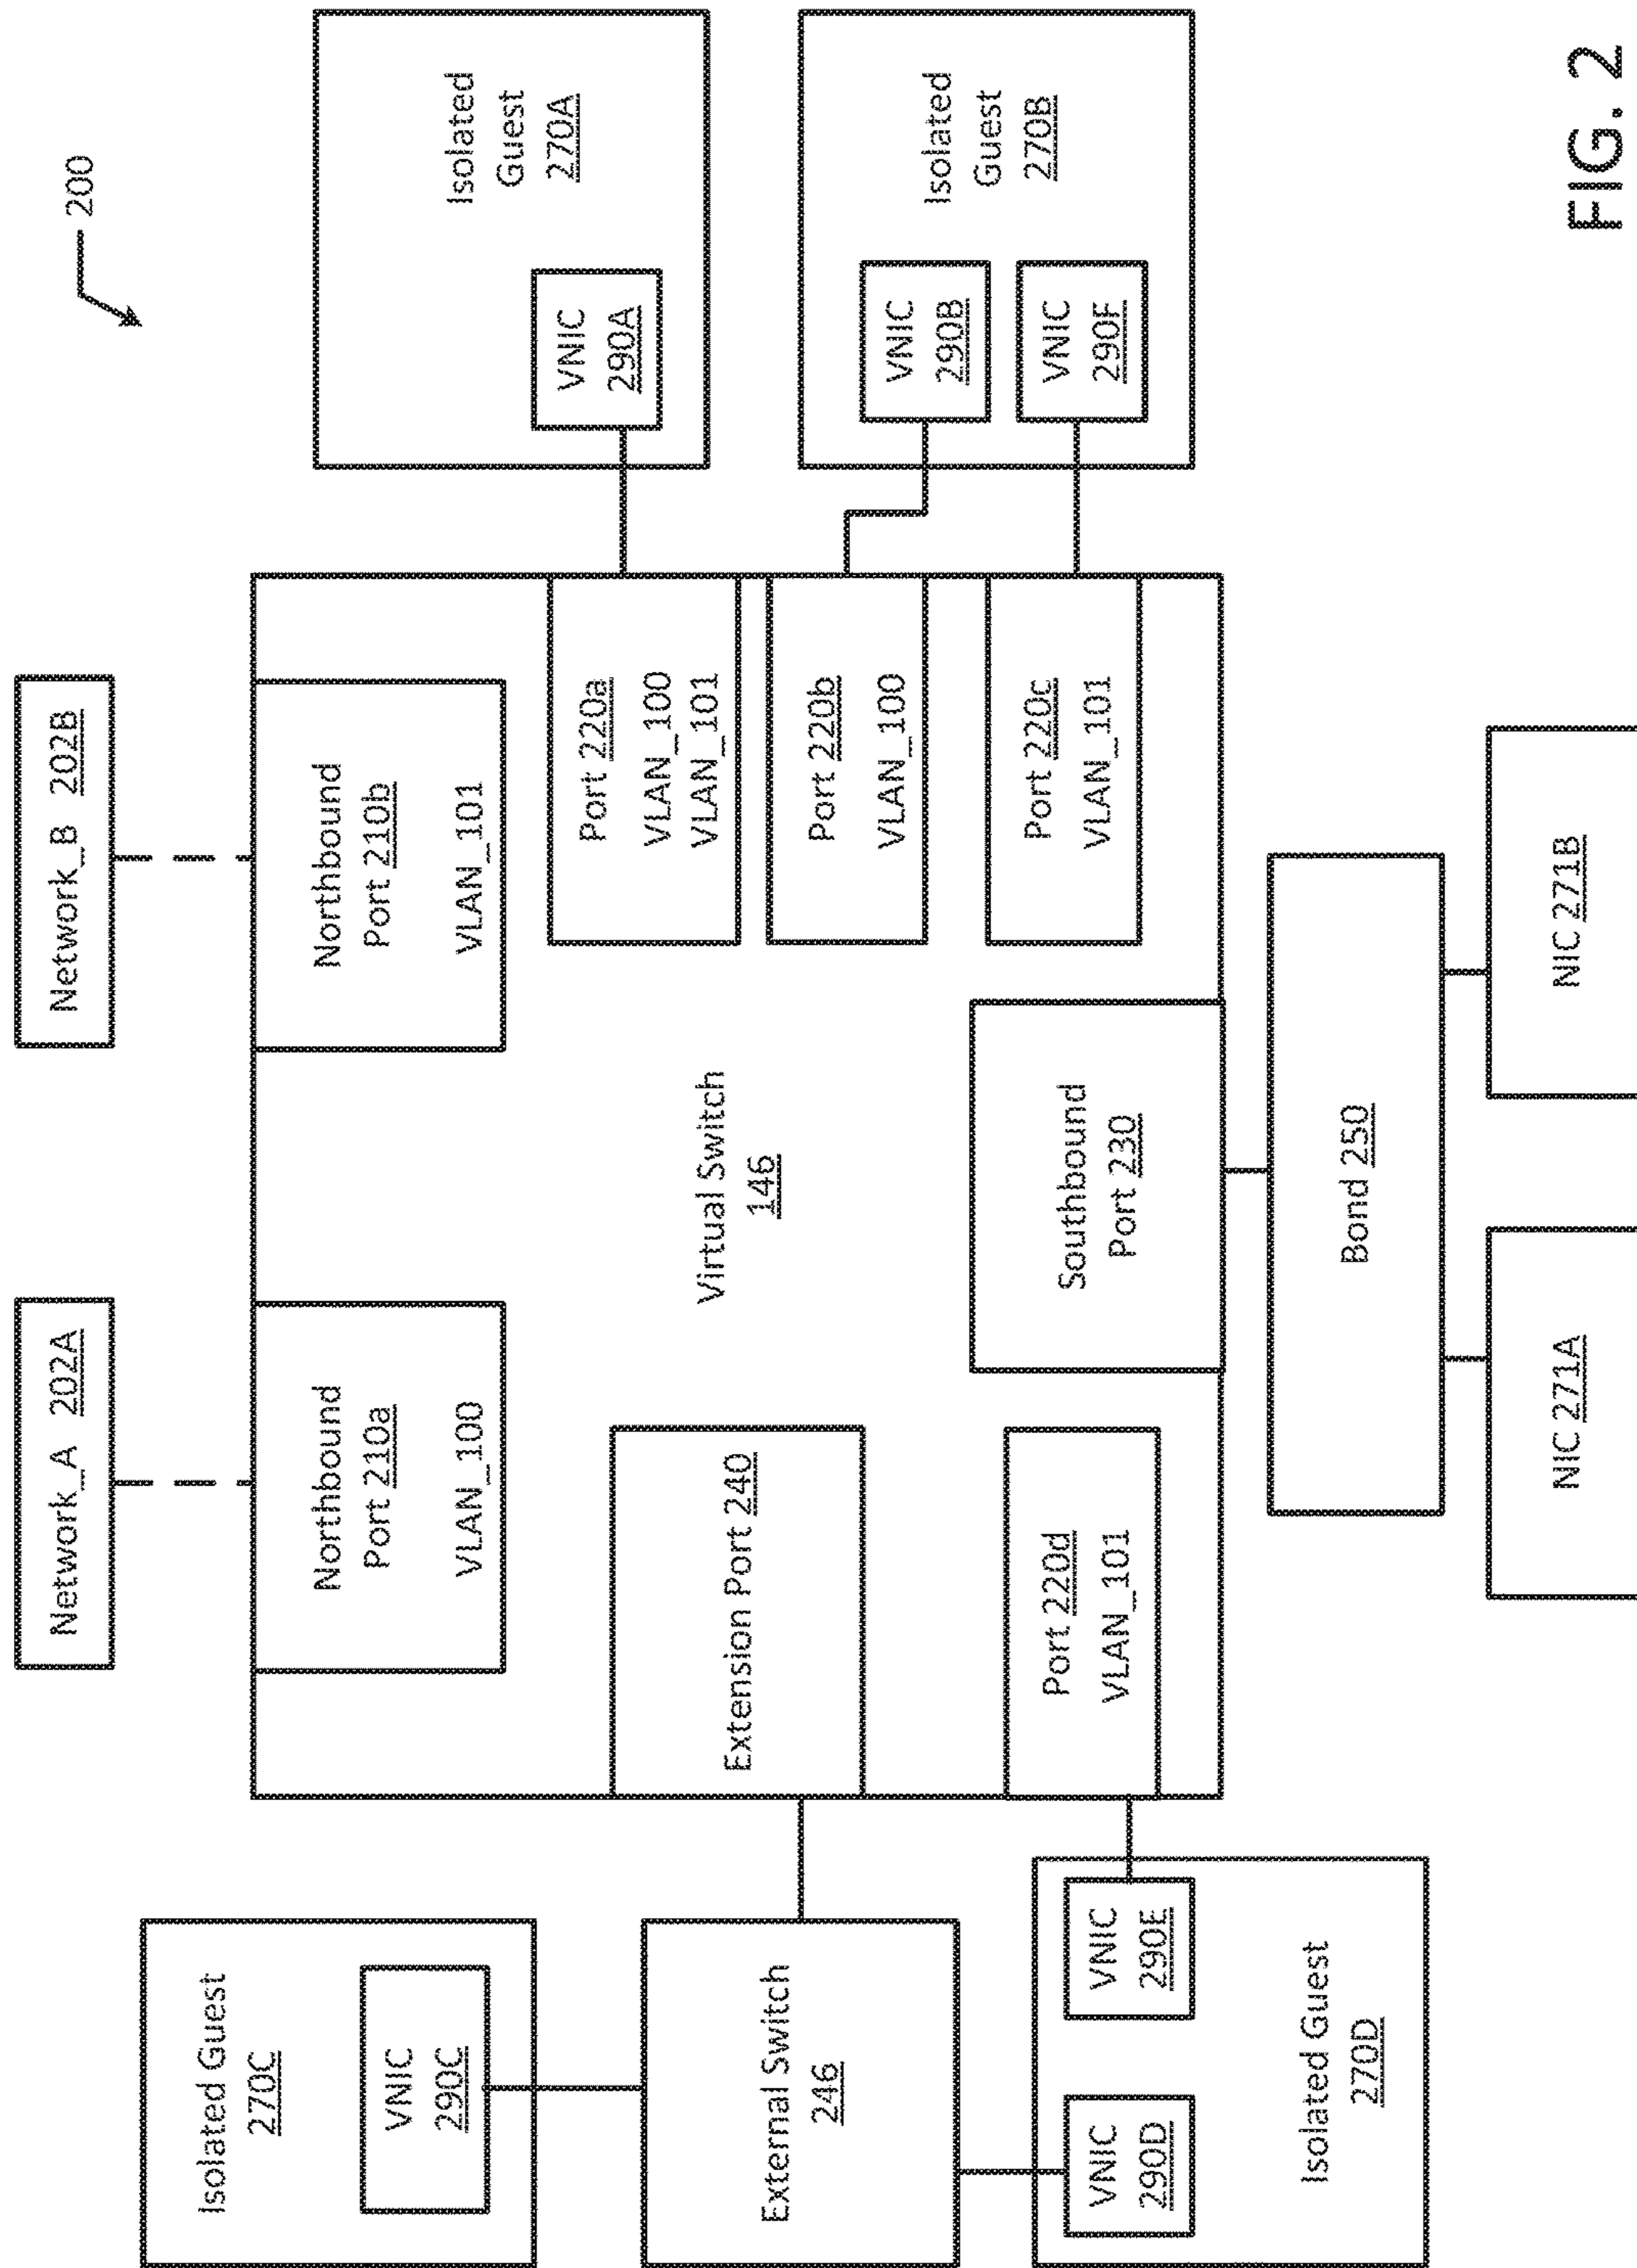 200
Network_A 202A
Network_B 202B
Isolated Guest
270C
VNIC
290C
Northbound
Port 210a
VLAN_100
Northbound
Port 210b
VLAN_101
Isolated
Guest
270A
VNIC
290A
External Switch
246
Extension Port 240
Virtual Switch
146
Port 220a
VLAN_100
VLAN_101
Port 220b
VLAN_100
Port 220c
VLAN_101
Isolated
Guest
270B
VNIC
290B
VNIC
290F
VNIC
290D
VNIC
290E
Isolated Guest
270D
Port 220d
VLAN_101
Southbound
Port 230
Bond 250
NIC 271A
NIC 271B
FIG. 2